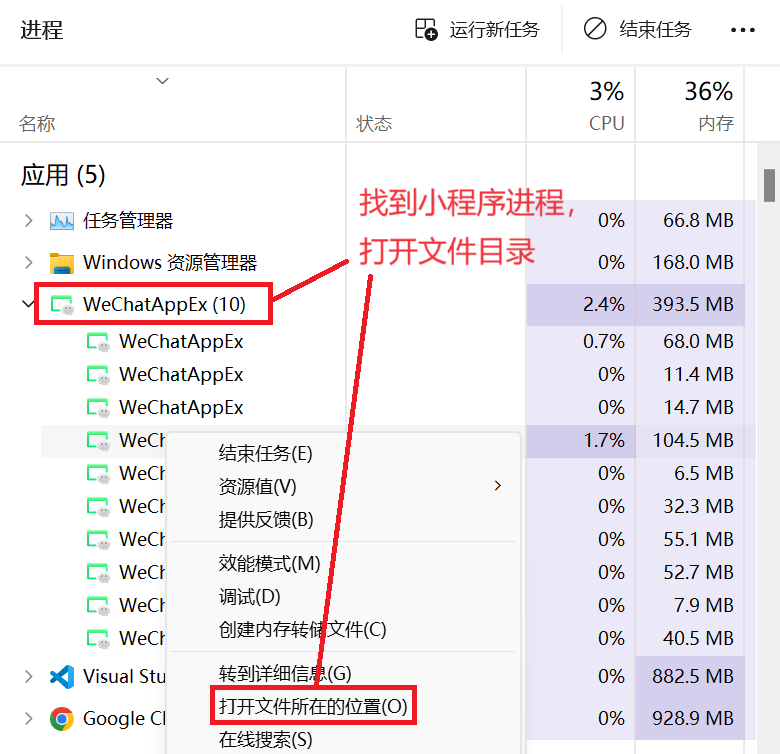 进程
运行新任务
结束任务
3%
36%
名称
状态
CPU
内存
应用 (5)
找到小程序进程，
打开文件目录
任务管理器 0% 66.8 MB
Windows 资源管理器 0% 168.0 MB
WeChatAppEx (10) 2.4% 393.5 MB
WeChatAppEx 0.7% 68.0 MB
WeChatAppEx 0% 11.4 MB
WeChatAppEx 0% 14.7 MB
WeCh 1.7% 104.5 MB
WeCh 0% 6.5 MB
WeCh 0% 32.3 MB
WeCh 0% 55.1 MB
WeCh 0% 52.7 MB
WeCh 0% 7.9 MB
WeCh 0% 40.5 MB
Visual Stu 0% 882.5 MB
Google Cl 0% 928.9 MB
结束任务(E)
资源值(V)
提供反馈(B)
效能模式(M)
调试(D)
创建内存转储文件(C)
转到详细信息(G)
打开文件所在的位置(O)
在线搜索(S)